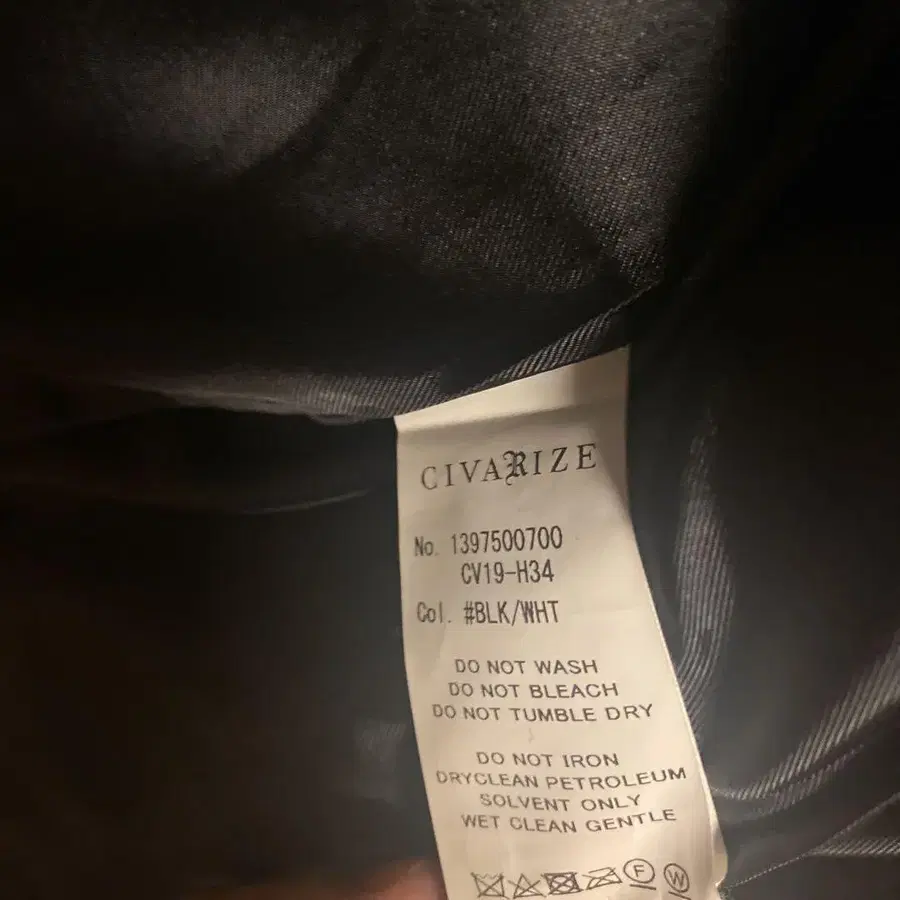 CIVARIZE
No. 1397500700
CV19-H34
Col. #BLK/WHT
DO NOT WASH
DO NOT BLEACH
DO NOT TUMBLE DRY
DO NOT IRON
DRYCLEAN PETROLEUM
SOLVENT ONLY
WET CLEAN GENTLE
F W